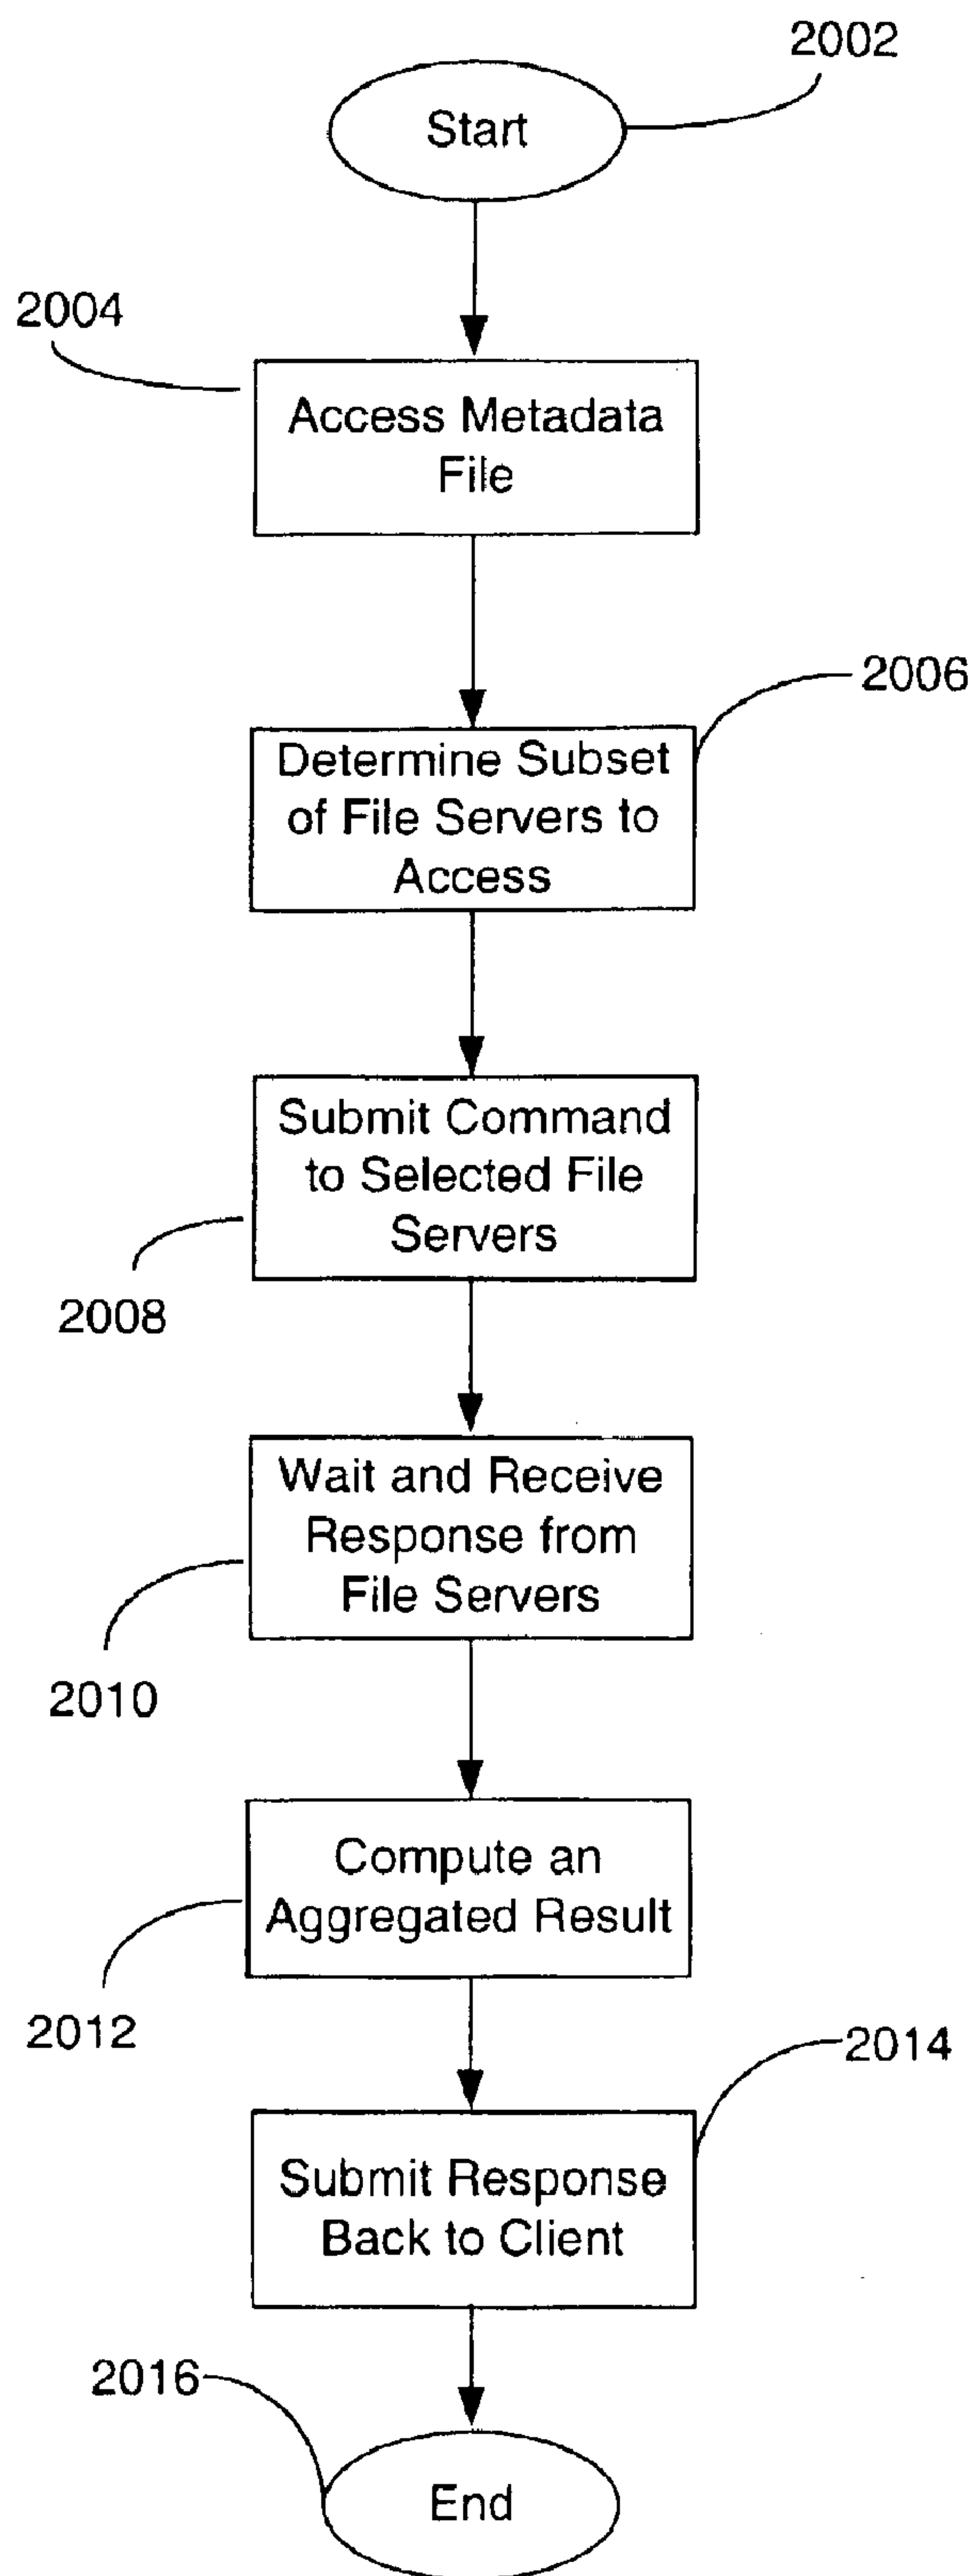 2002
Start
2004
Access Metadata
File
2006
Determine Subset
of File Servers to
Access
Submit Command
to Selected File
Servers
2008
Wait and Receive
Response from
File Servers
2010
Compute an
Aggregated Result
2012
2014
Submit Response
Back to Client
2016
End